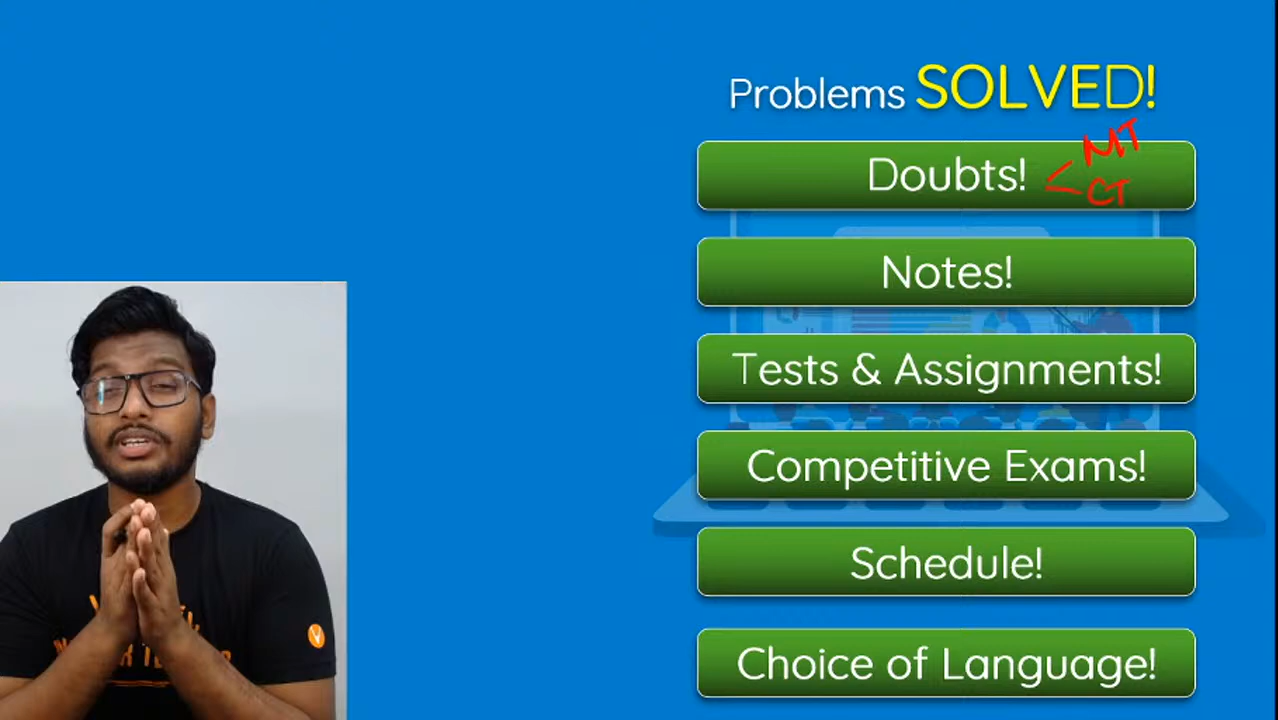 Problems SOLVED!
MT
Doubts!
CT
Notes!
Tests & Assignments!
Competitive Exams!
Schedule!
Choice of Language!